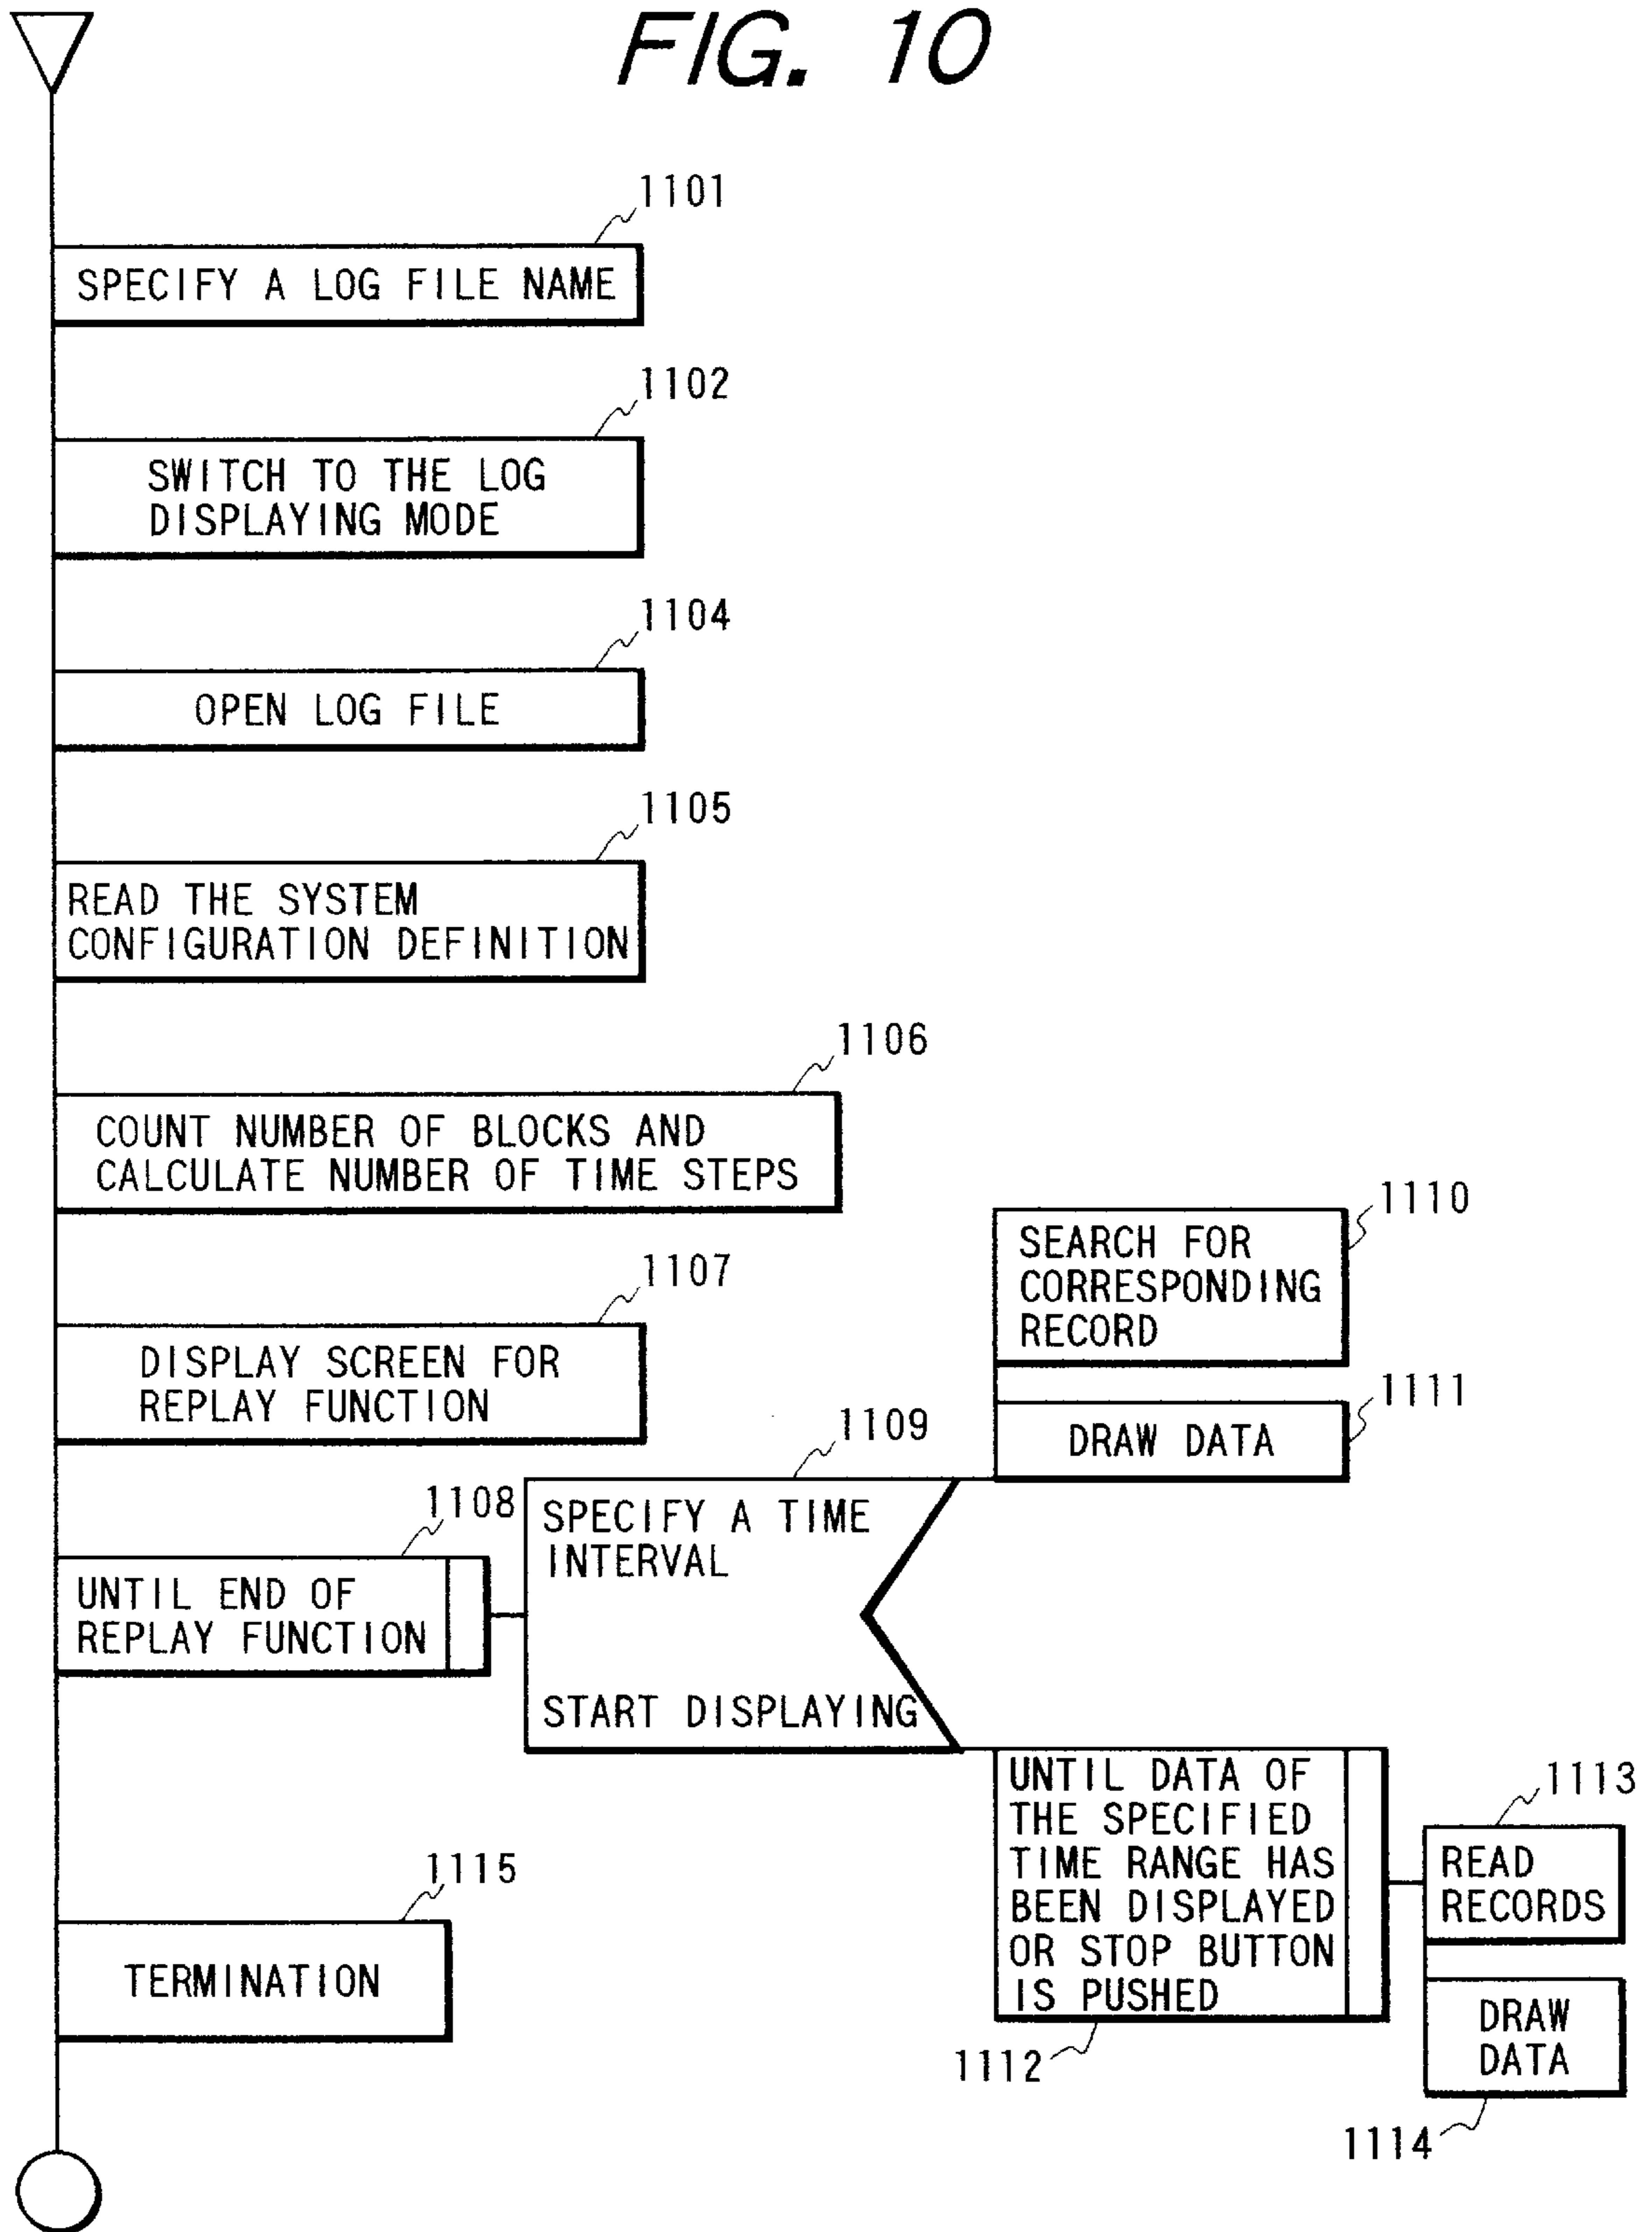 FIG. 10
1101
SPECIFY A LOG FILE NAME
1102
SWITCH TO THE LOG
DISPLAYING MODE
1104
OPEN LOG FILE
1105
READ THE SYSTEM
CONFIGURATION DEFINITION
1106
COUNT NUMBER OF BLOCKS AND
CALCULATE NUMBER OF TIME STEPS
1107
DISPLAY SCREEN FOR
REPLAY FUNCTION
1108
UNTIL END OF
REPLAY FUNCTION
1109
SPECIFY A TIME
INTERVAL
START DISPLAYING
1110
SEARCH FOR
CORRESPONDING
RECORD
1111
DRAW DATA
UNTIL DATA OF
THE SPECIFIED
TIME RANGE HAS
BEEN DISPLAYED
OR STOP BUTTON
IS PUSHED
1112
1113
READ
RECORDS
DRAW
DATA
1114
1115
TERMINATION